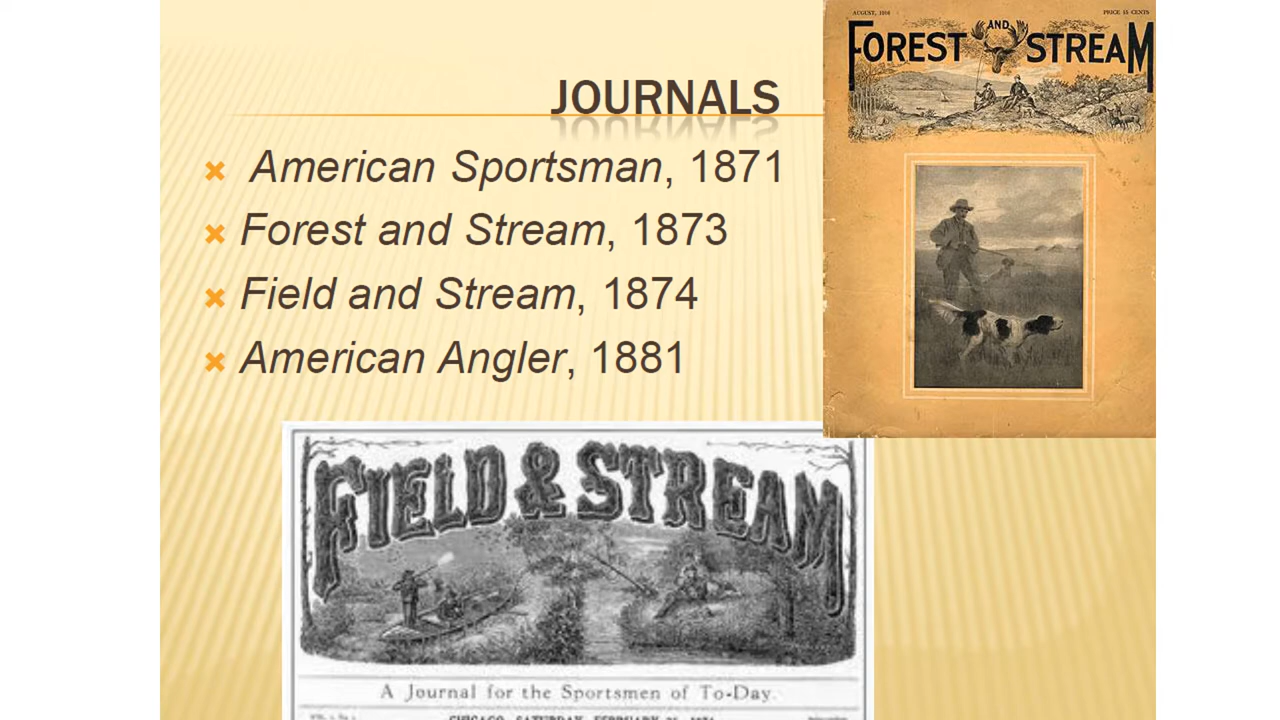 JOURNALS
American Sportsman, 1871
Forest and Stream, 1873
Field and Stream, 1874
American Angler, 1881
AUGUST, 1916 PRICE 15 CENTS
FOREST AND STREAM
FIELD & STREAM
A Journal for the Sportsmen of To-Day.
CHICAGO, SATURDAY, FEBRUARY